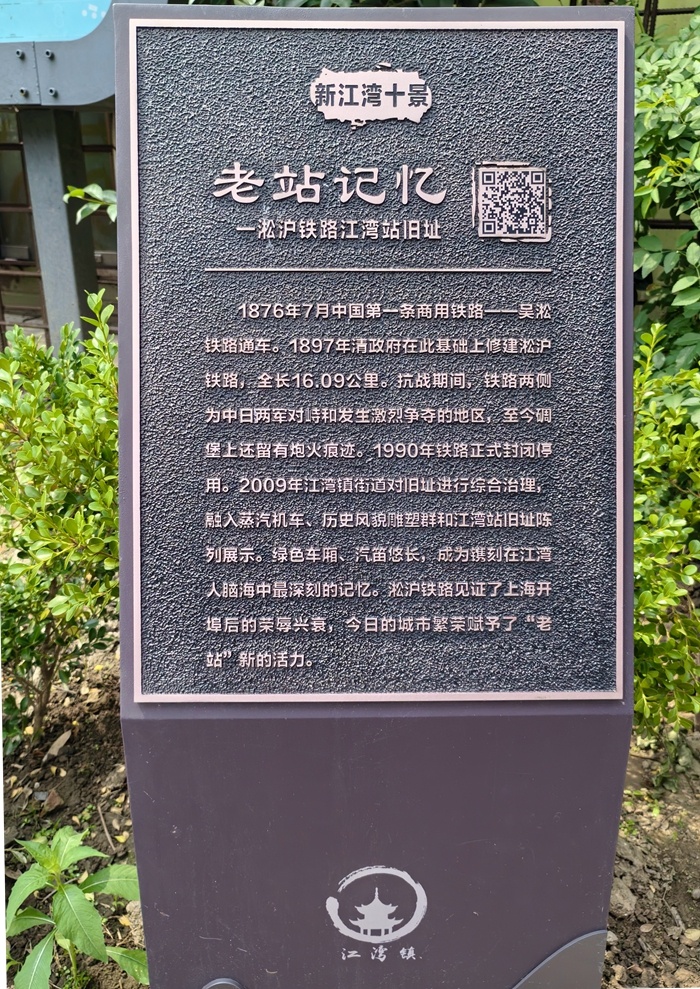 新江湾十景
老站记忆
—淞沪铁路江湾站旧址
1876年7月中国第一条商用铁路——吴淞
铁路通车。1897年清政府在此基础上修建淞沪
铁路，全长16.09公里。抗战期间，铁路两侧
为中日两军对峙和发生激烈争夺的地区，至今碉
堡上还留有炮火痕迹。1990年铁路正式封闭停
用。2009年江湾镇街道对旧址进行综合治理，
融入蒸汽机车、历史风貌雕塑群和江湾站旧址陈
列展示。绿色车厢、汽笛悠长，成为镌刻在江湾
人脑海中最深刻的记忆。淞沪铁路见证了上海开
埠后的荣辱兴衰，今日的城市繁荣赋予了“老
站”新的活力。
江湾镇